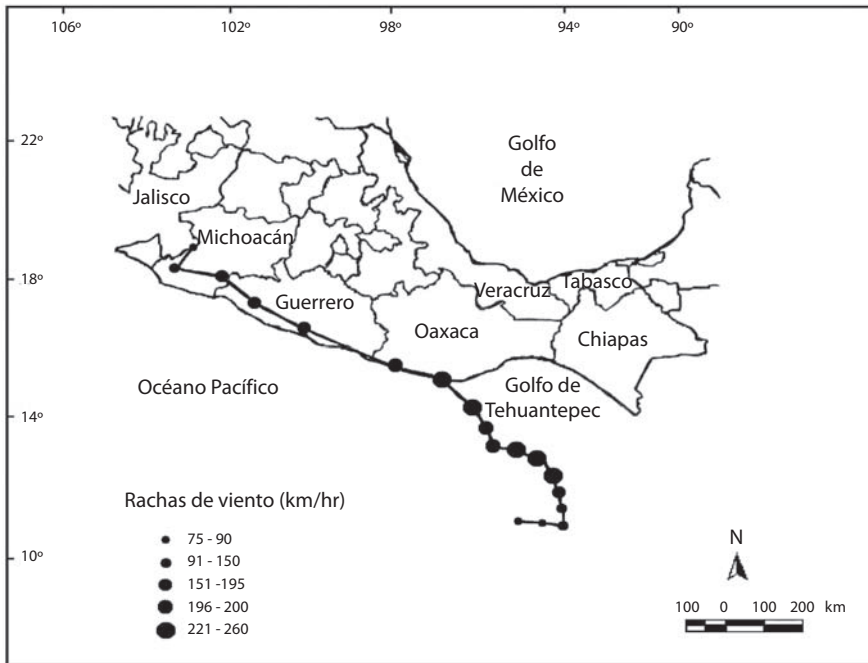 106º 102º 98º 94º 90º
22º
Golfo
de
México
Jalisco
Michoacán
18º
Veracruz
Tabasco
Guerrero
Oaxaca
Chiapas
Océano Pacífico
Golfo de
Tehuantepec
14º
Rachas de viento (km/hr)
75 - 90
91 - 150
151 -195
196 - 200
221 - 260
10º
N
100 0 100 200 km